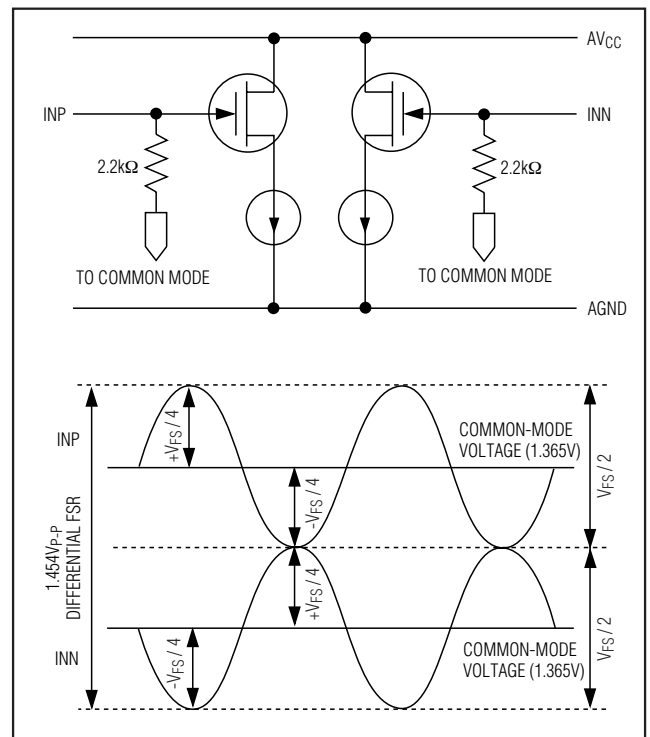 AVCC
INP
INN
2.2kΩ
2.2kΩ
TO COMMON MODE
TO COMMON MODE
AGND
+VFS / 4
COMMON-MODE
VOLTAGE (1.365V)
INP
-VFS / 4
VFS / 2
1.454VP-P
DIFFERENTIAL FSR
+VFS / 4
INN
-VFS / 4
COMMON-MODE
VOLTAGE (1.365V)
VFS / 2